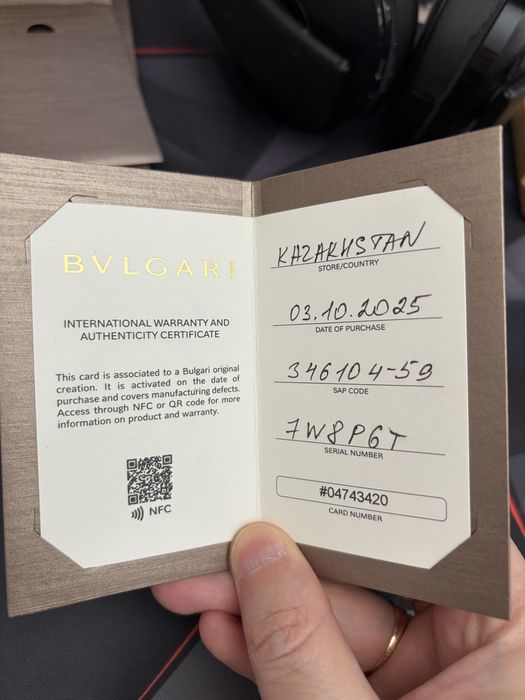 BVLGARI
INTERNATIONAL WARRANTY AND
AUTHENTICITY CERTIFICATE
This card is associated to a Bulgari original
creation. It is activated on the date of
purchase and covers manufacturing defects.
Access through NFC or QR code for more
information on product and warranty.
NFC
KAZAKHSTAN
STORE/COUNTRY
03.10.2025
DATE OF PURCHASE
346104-59
SAP CODE
7W8P6T
SERIAL NUMBER
#04743420
CARD NUMBER